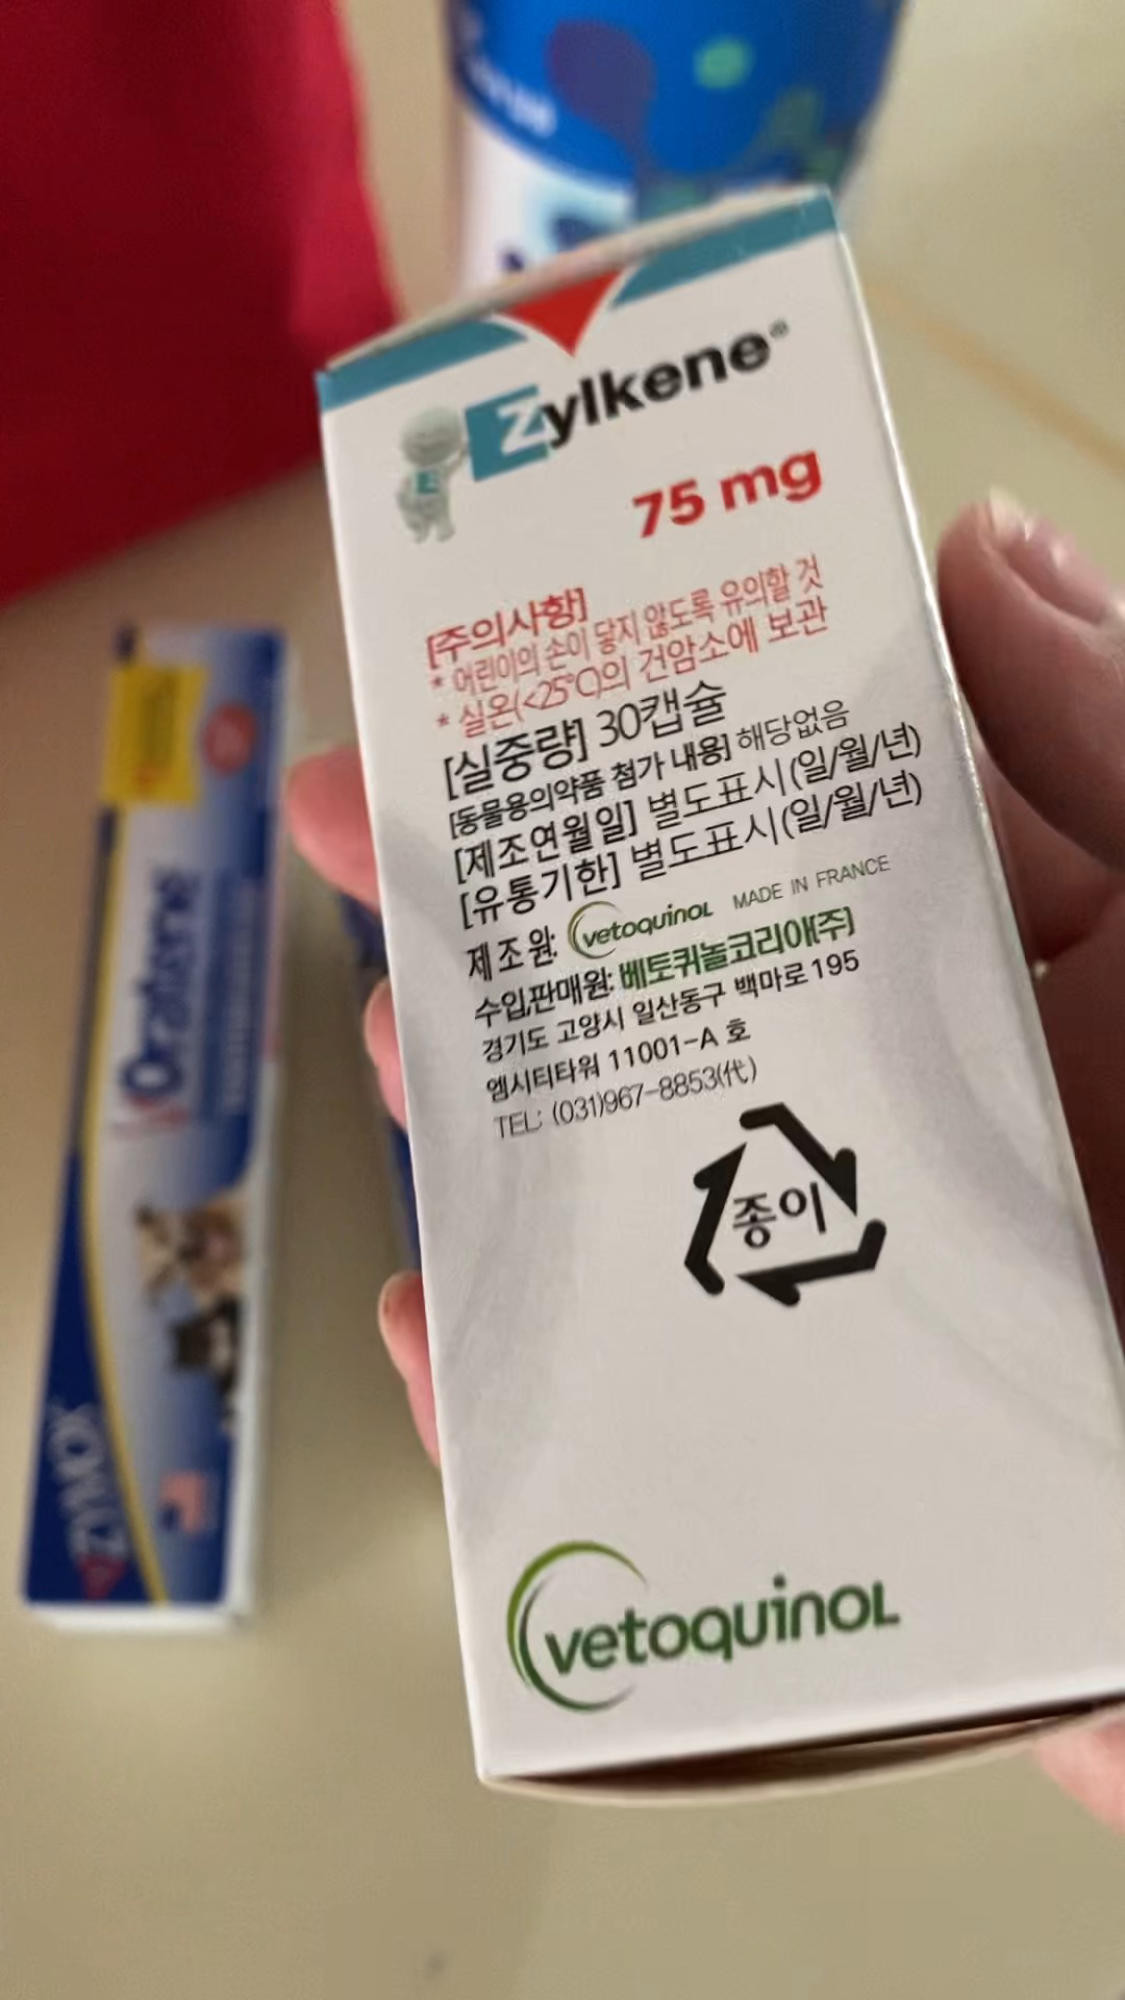 Zylkene®
E
75 mg
[주의사항]
* 어린이의 손이 닿지 않도록 유의할 것
* 실온(<25℃)의 건암소에 보관
[실중량] 30캡슐
[동물용의약품 첨가 내용] 해당없음
[제조연월일] 별도표시(일/월/년)
[유통기한] 별도표시(일/월/년)
제조원: vetoquinol MADE IN FRANCE
수입,판매원: 베토퀴놀코리아(주)
경기도 고양시 일산동구 백마로 195
엠시티타워 11001-A 호
TEL: (031)967-8853(代)
종이
vetoquinol
Oratene
ZYMOX